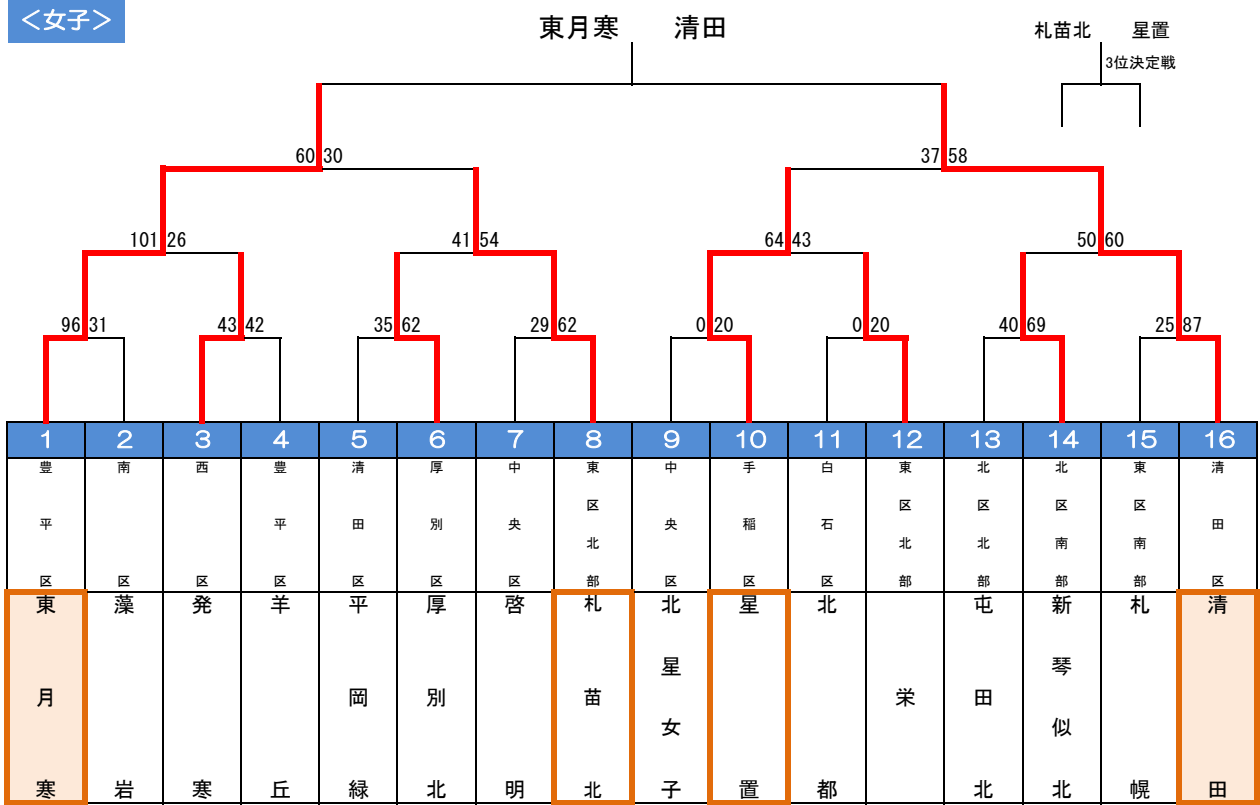 ＜女子＞
東月寒 清田
札苗北 星置
3位決定戦
60 30
37 58
101 26
41 54
64 43
50 60
96 31
43 42
35 62
29 62
0 20
0 20
40 69
25 87
1 2 3 4 5 6 7 8 9 10 11 12 13 14 15 16
豊平区
南区
西区
豊平区
清田区
厚別区
中央区
東区北部
中央区
手稲区
白石区
東区北部
北区北部
北区南部
東区南部
清田区
東月寒
藻岩
発寒
羊丘
平岡緑
厚別北
啓明
札苗北
北星女子
星置
北都
栄
屯田北
新琴似北
札幌
清田